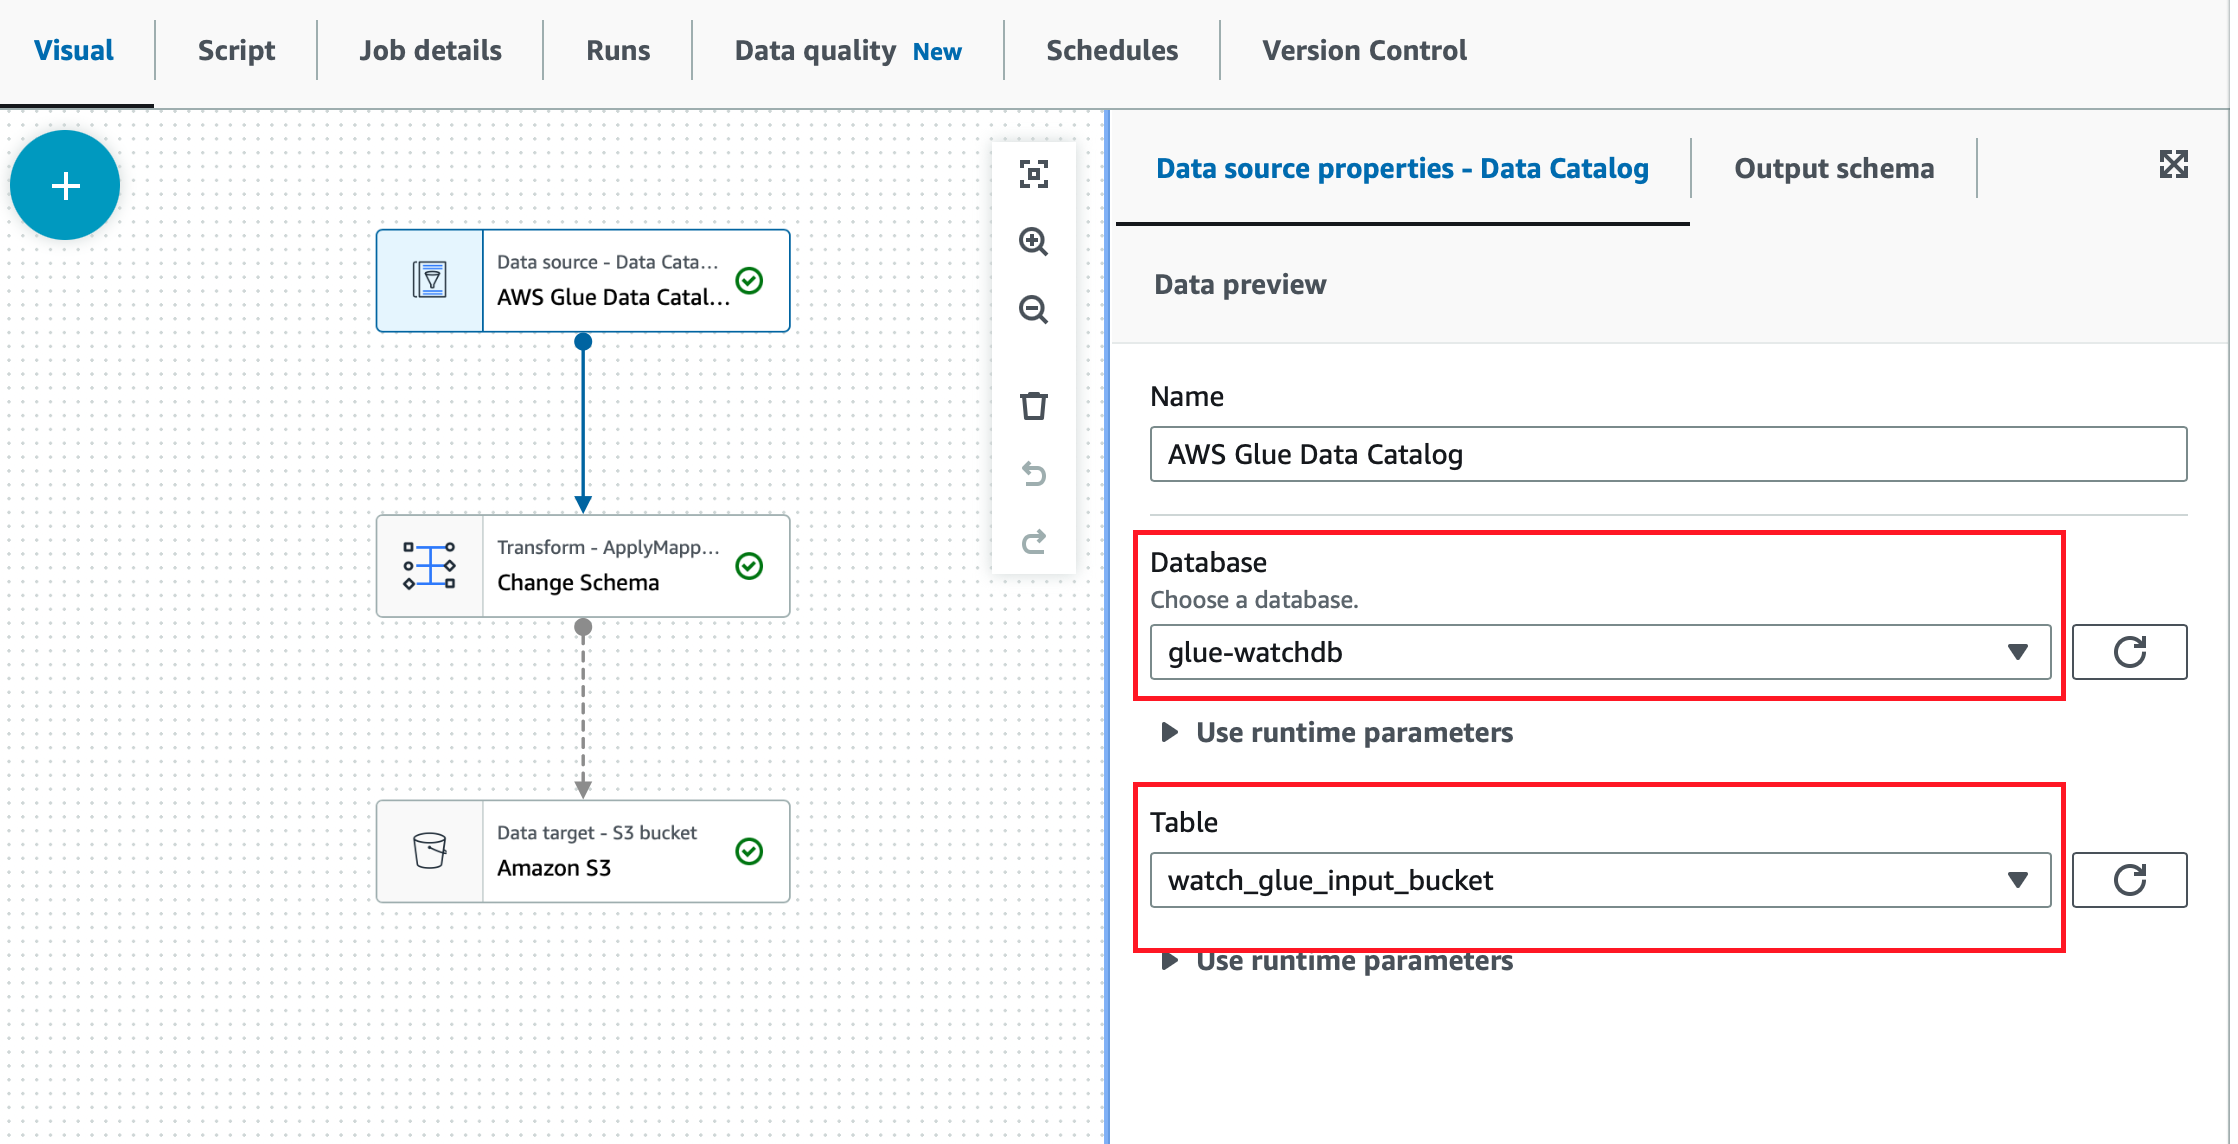 Visual
Script
Job details
Runs
Data quality New
Schedules
Version Control
Data source - Data Cata...
AWS Glue Data Catal...
Transform - ApplyMapp...
Change Schema
Data target - S3 bucket
Amazon S3
Data source properties - Data Catalog
Output schema
Data preview
Name
AWS Glue Data Catalog
Database
Choose a database.
glue-watchdb
Use runtime parameters
Table
watch_glue_input_bucket
Use runtime parameters